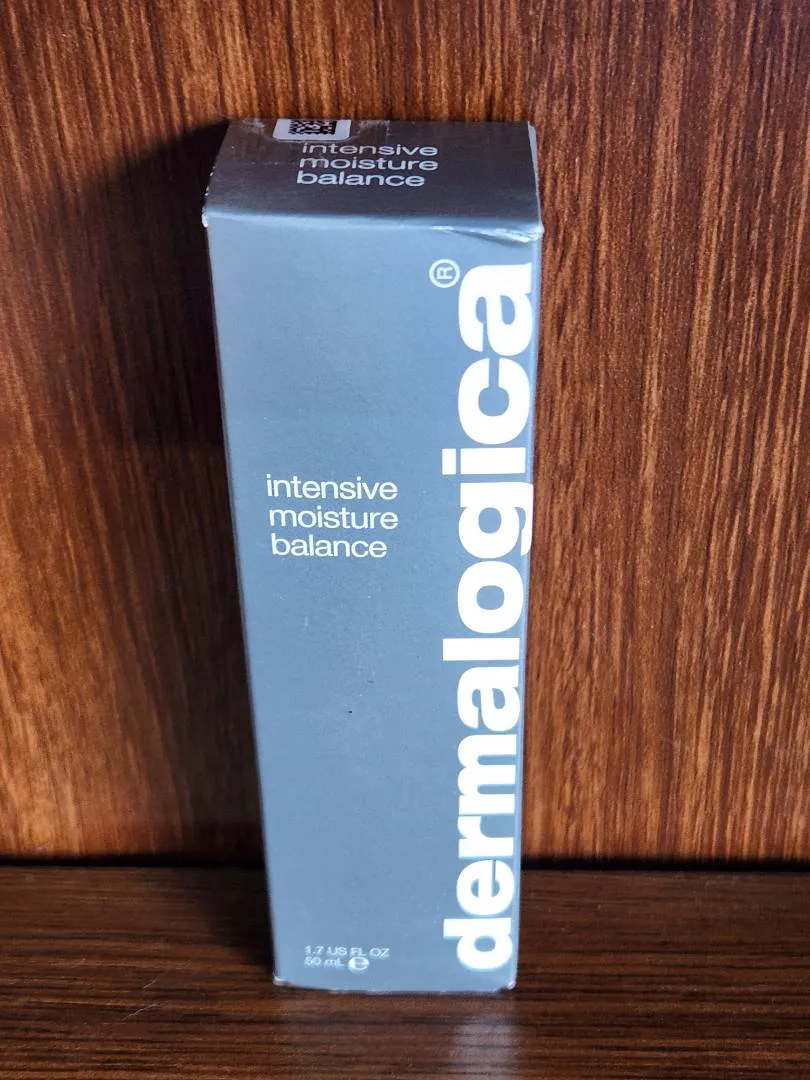 intensive
moisture
balance
dermalogica®
intensive
moisture
balance
1.7 US FL OZ
50 mL e